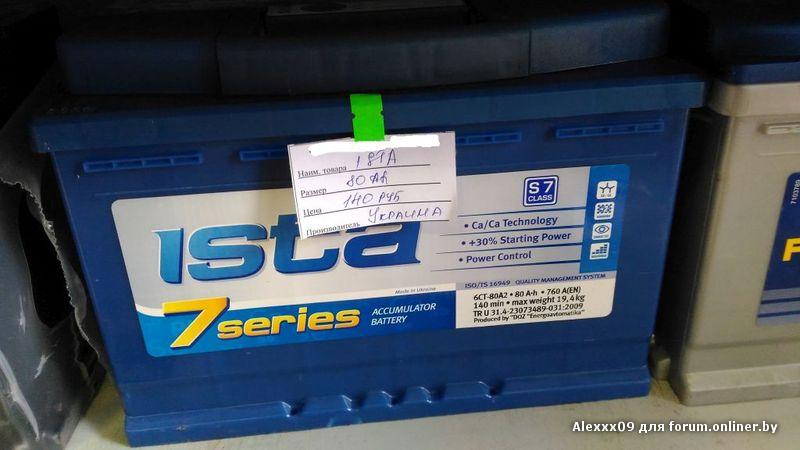 Наим. товара ISTA
Размер 80 Ah
Цена 140 руб
Производитель Украина
ista
7 series
ACCUMULATOR
BATTERY
Made in Ukraine
S 7
CLASS
• Ca/Ca Technology
• +30% Starting Power
• Power Control
ISO/TS 16949 QUALITY MANAGEMENT SYSTEM
6CT-80A2 • 80 A·h • 760 A(EN)
140 min • max weight 19,4 kg
TR U 31.4-23073489-031:2009
Produced by "DOZ "Energoavtomatika"
7103789
Alexxx09 для forum.onliner.by